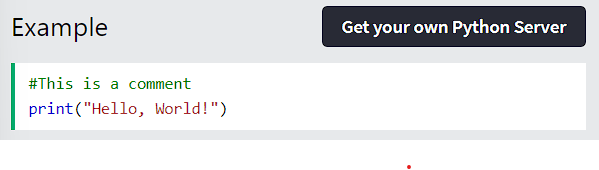 Example
Get your own Python Server
#This is a comment
print("Hello, World!")